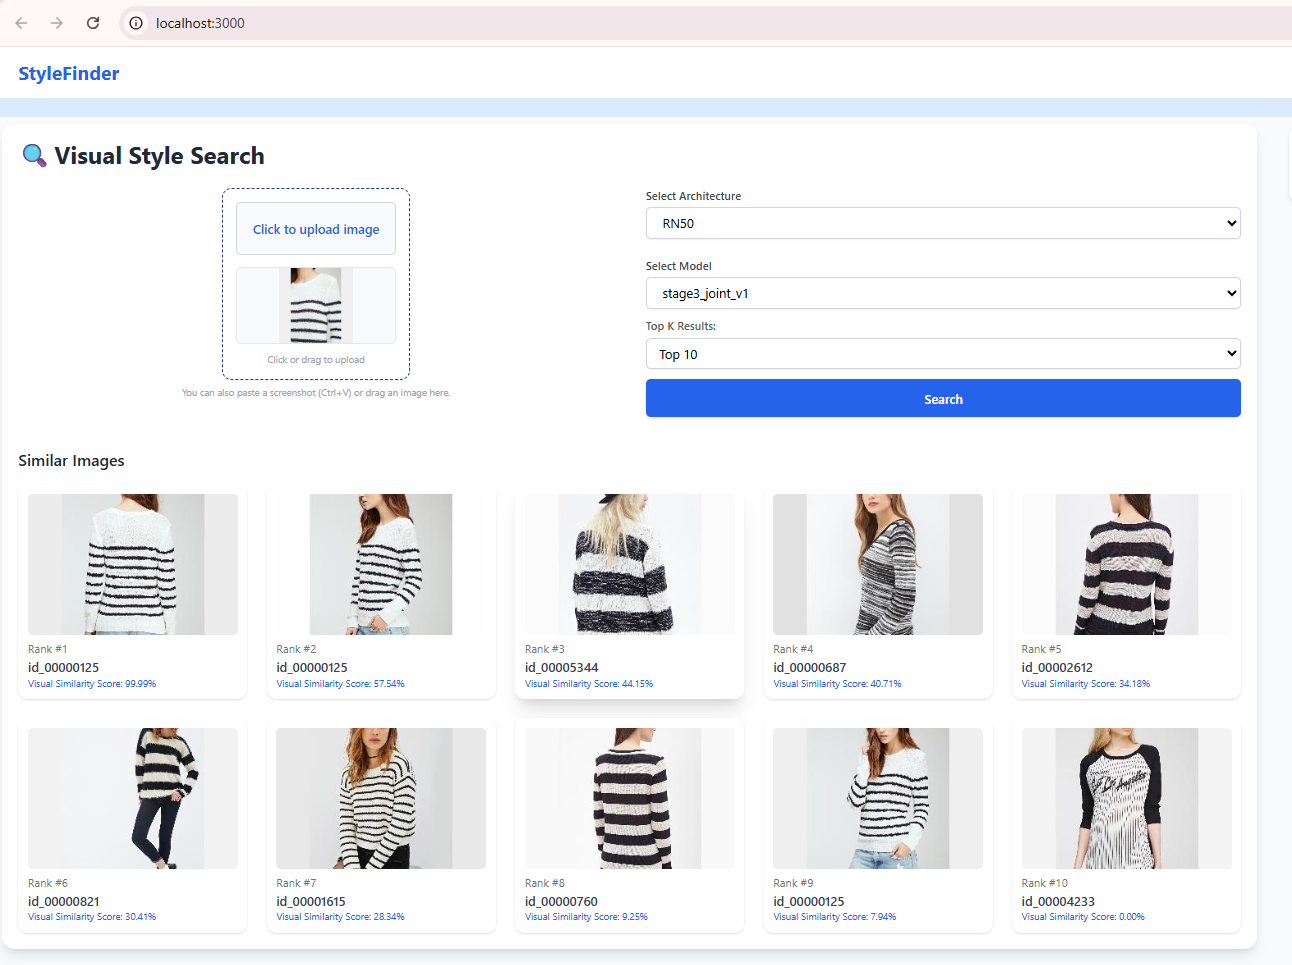 localhost:3000
StyleFinder
Visual Style Search
Click to upload image
Click or drag to upload
You can also paste a screenshot (Ctrl+V) or drag an image here.
Select Architecture
RN50
Select Model
stage3_joint_v1
Top K Results:
Top 10
Search
Similar Images
Rank #1
id_00000125
Visual Similarity Score: 99.99%
Rank #2
id_00000125
Visual Similarity Score: 57.54%
Rank #3
id_00005344
Visual Similarity Score: 44.15%
Rank #4
id_00000687
Visual Similarity Score: 40.71%
Rank #5
id_00002612
Visual Similarity Score: 34.18%
Rank #6
id_00000821
Visual Similarity Score: 30.41%
Rank #7
id_00001615
Visual Similarity Score: 28.34%
Rank #8
id_00000760
Visual Similarity Score: 9.25%
Rank #9
id_00000125
Visual Similarity Score: 7.94%
Rank #10
id_00004233
Visual Similarity Score: 0.00%